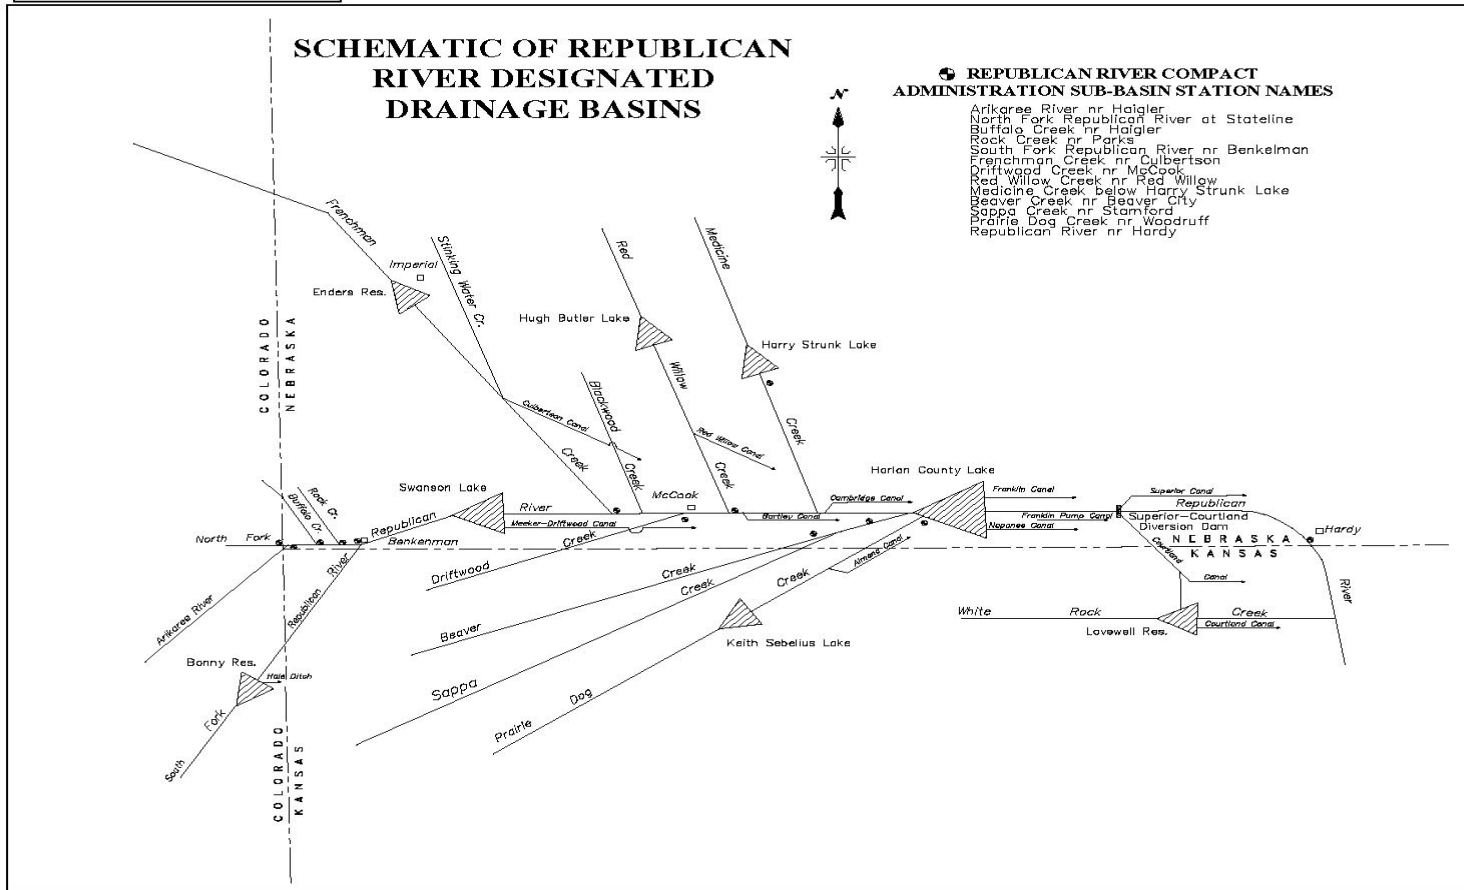 SCHEMATIC OF REPUBLICAN
RIVER DESIGNATED
DRAINAGE BASINS
REPUBLICAN RIVER COMPACT
ADMINISTRATION SUB-BASIN STATION NAMES
N
Arikaree River nr Haigler
North Fork Republican River at Stateline
Buffalo Creek nr Haigler
Rock Creek nr Parks
South Fork Republican River nr Benkelman
Frenchman Creek nr Culbertson
Driftwood Creek nr McCook
Red Willow Creek nr Red Willow
Medicine Creek below Harry Strunk Lake
Beaver Creek nr Beaver City
Sappa Creek nr Stamford
Prairie Dog Creek nr Woodruff
Republican River nr Hardy
Frenchman
Stinking Water Cr.
Imperial
Enders Res.
Red
Medicine
Hugh Butler Lake
Harry Strunk Lake
COLORADO
NEBRASKA
Willow
Blackwood
Culbertson Canal
Red Willow Canal
Creek
Creek
Creek
Creek
Harlan County Lake
Swanson Lake
McCook
Rock Cr.
Buffalo Cr.
River
Republican
Meeker-Driftwood Canal
Bartley Canal
Cambridge Canal
Franklin Canal
Franklin Pump Canal
Naponee Canal
Superior Canal
Republican
Superior-Courtland
Diversion Dam
Hardy
North Fork
Bankenman
NEBRASKA
KANSAS
Creek
Driftwood
Creek
Creek
Creek
Almena Canal
Courtland
Canal
River
Republican
River
Arikaree River
Beaver
White Rock Creek
Courtland Canal
Lovewell Res.
Keith Sebelius Lake
Bonny Res.
Hale Ditch
Sappa
Dog
Prairie
Fork
South
COLORADO
KANSAS